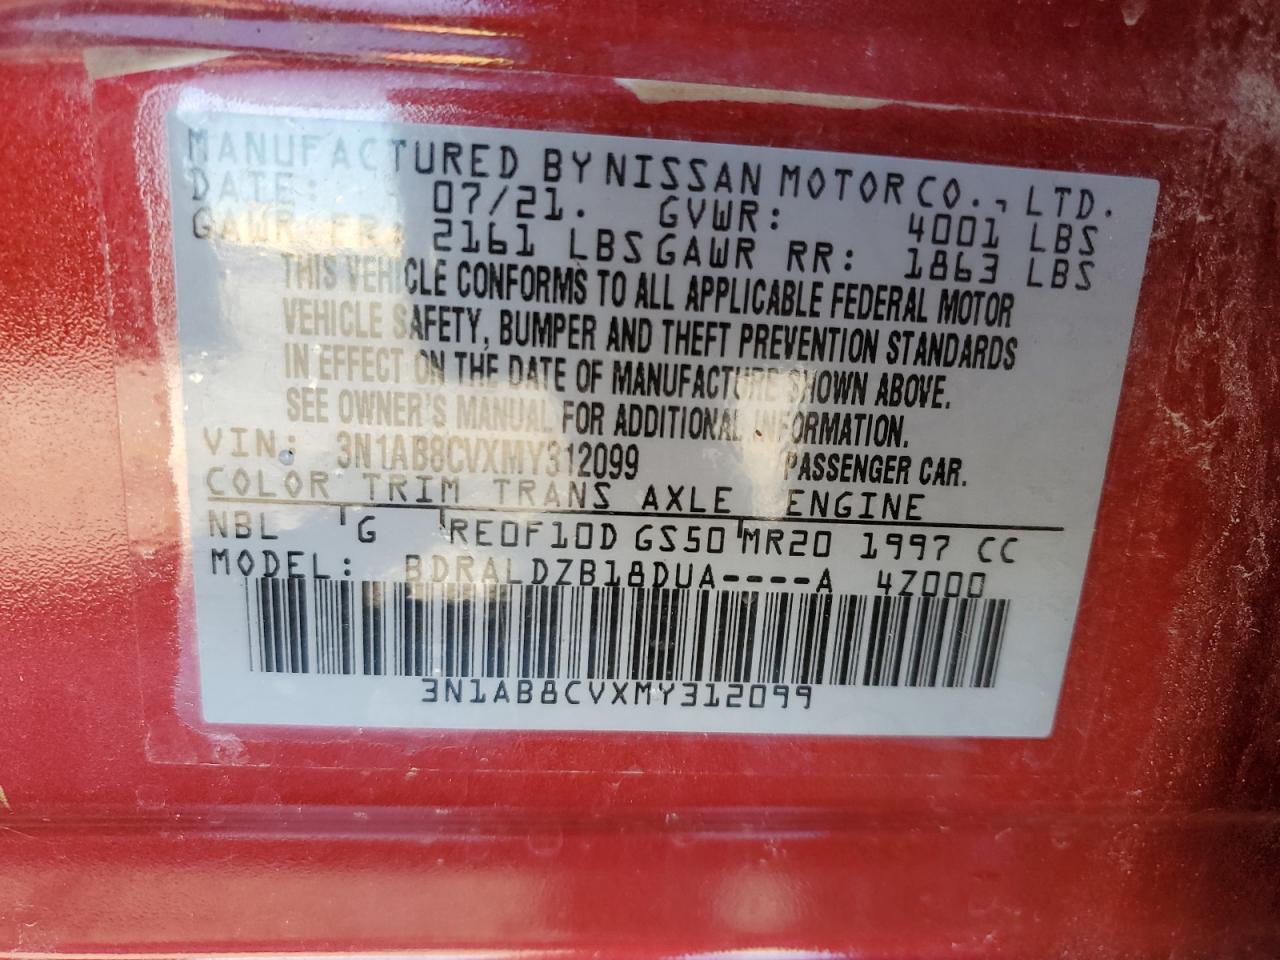 MANUFACTURED BY NISSAN MOTOR CO., LTD.
DATE: 07/21. GVWR: 4001 LBS
GAWR FR: 2161 LBS GAWR RR: 1863 LBS
THIS VEHICLE CONFORMS TO ALL APPLICABLE FEDERAL MOTOR
VEHICLE SAFETY, BUMPER AND THEFT PREVENTION STANDARDS
IN EFFECT ON THE DATE OF MANUFACTURE SHOWN ABOVE.
SEE OWNER'S MANUAL FOR ADDITIONAL INFORMATION.
VIN: 3N1AB8CVXMY312099 PASSENGER CAR.
COLOR TRIM TRANS AXLE ENGINE
NBL G RE0F10D GS50 MR20 1997 CC
MODEL: BDRALDZB18DUA----A 4Z000
3N1AB8CVXMY312099